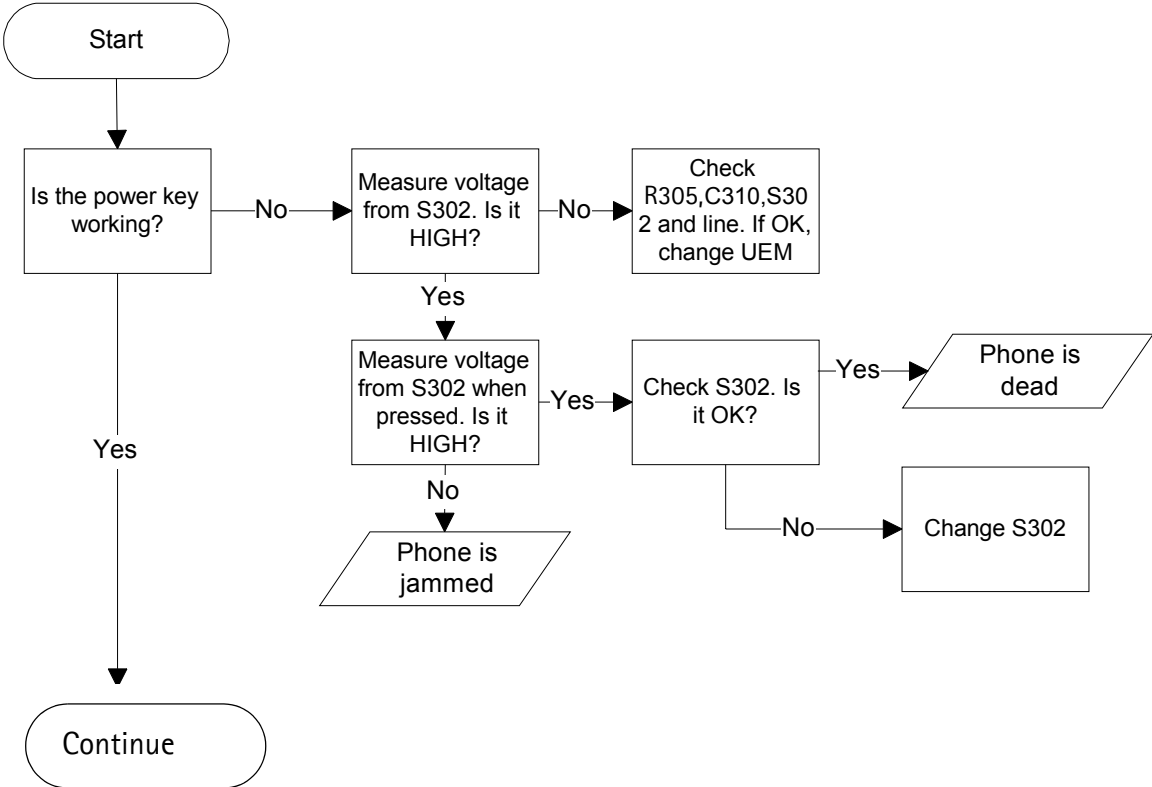 Start
Is the power key
working?
No
Measure voltage
from S302. Is it
HIGH?
No
Check
R305,C310,S30
2 and line. If OK,
change UEM
Yes
Measure voltage
from S302 when
pressed. Is it
HIGH?
Yes
Check S302. Is
it OK?
Yes
Phone is
dead
Yes
No
No
Change S302
Phone is
jammed
Continue